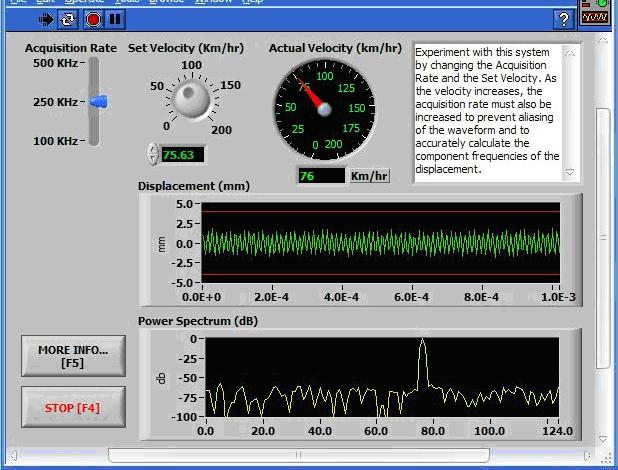 File Edit Operate Tools Browse Window Help
?
Acquisition Rate
500 KHz
250 KHz
100 KHz
Set Velocity (Km/hr)
0 50 100 150 200
75.63
Actual Velocity (km/hr)
0 25 50 75 100 125 150 175 200
76 Km/hr
Experiment with this system
by changing the Acquisition
Rate and the Set Velocity. As
the velocity increases, the
acquisition rate must also be
increased to prevent aliasing
of the waveform and to
accurately calculate the
component frequencies of the
displacement.
Displacement (mm)
mm
5.0
2.5
0.0
-2.5
-5.0
0.0E+0 2.0E-4 4.0E-4 6.0E-4 8.0E-4 1.0E-3
Power Spectrum (dB)
db
0
-25
-50
-75
-100
0.0 20.0 40.0 60.0 80.0 100.0 124.0
MORE INFO...
[F5]
STOP [F4]